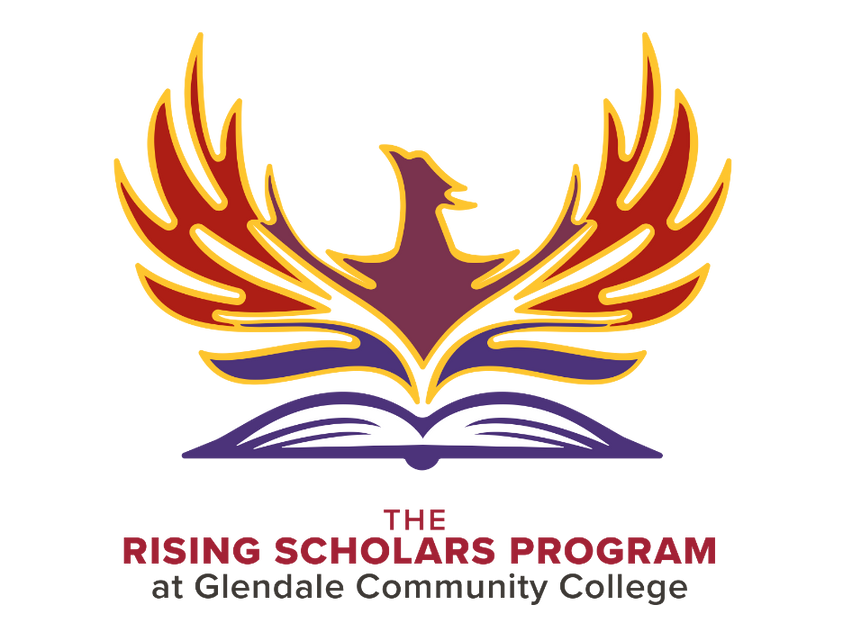 THE
RISING SCHOLARS PROGRAM
at Glendale Community College